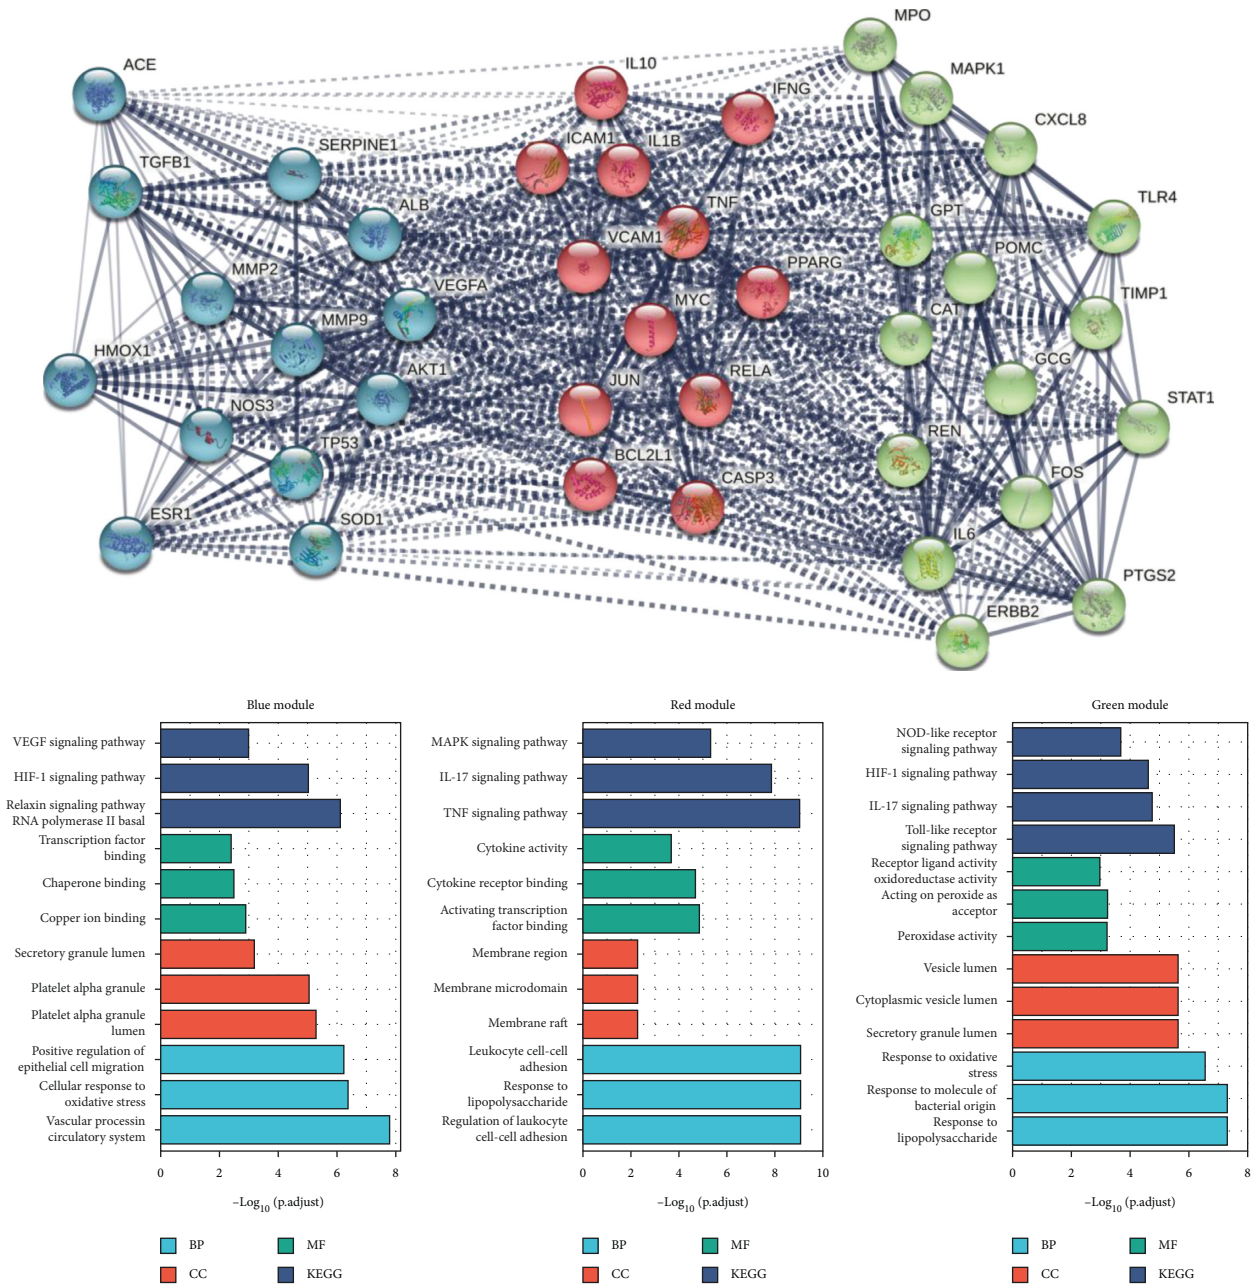 MPO
ACE
IL10
MAPK1
IFNG
CXCL8
ICAM1
IL1B
SERPINE1
TGFB1
TLR4
ALB
TNF
GPT
VCAM1
POMC
MMP2
PPARG
VEGFA
TIMP1
MYC
CAT
MMP9
HMOX1
GCG
AKT1
JUN
RELA
STAT1
NOS3
REN
TP53
BCL2L1
FOS
CASP3
ESR1
SOD1
IL6
PTGS2
ERBB2
Blue module
VEGF signaling pathway
HIF-1 signaling pathway
Relaxin signaling pathway
RNA polymerase II basal
Transcription factor
binding
Chaperone binding
Copper ion binding
Secretory granule lumen
Platelet alpha granule
Platelet alpha granule
lumen
Positive regulation of
epithelial cell migration
Cellular response to
oxidative stress
Vascular processin
circulatory system
0 2 4 6 8
–Log10 (p.adjust)
BP MF
CC KEGG
Red module
MAPK signaling pathway
IL-17 signaling pathway
TNF signaling pathway
Cytokine activity
Cytokine receptor binding
Activating transcription
factor binding
Membrane region
Membrane microdomain
Membrane raft
Leukocyte cell-cell
adhesion
Response to
lipopolysaccharide
Regulation of leukocyte
cell-cell adhesion
0 2 4 6 8 10
–Log10 (p.adjust)
BP MF
CC KEGG
Green module
NOD-like receptor
signaling pathway
HIF-1 signaling pathway
IL-17 signaling pathway
Toll-like receptor
signaling pathway
Receptor ligand activity
oxidoreductase activity
Acting on peroxide as
acceptor
Peroxidase activity
Vesicle lumen
Cytoplasmic vesicle lumen
Secretory granule lumen
Response to oxidative
stress
Response to molecule of
bacterial origin
Response to
lipopolysaccharide
0 2 4 6 8
–Log10 (p.adjust)
BP MF
CC KEGG